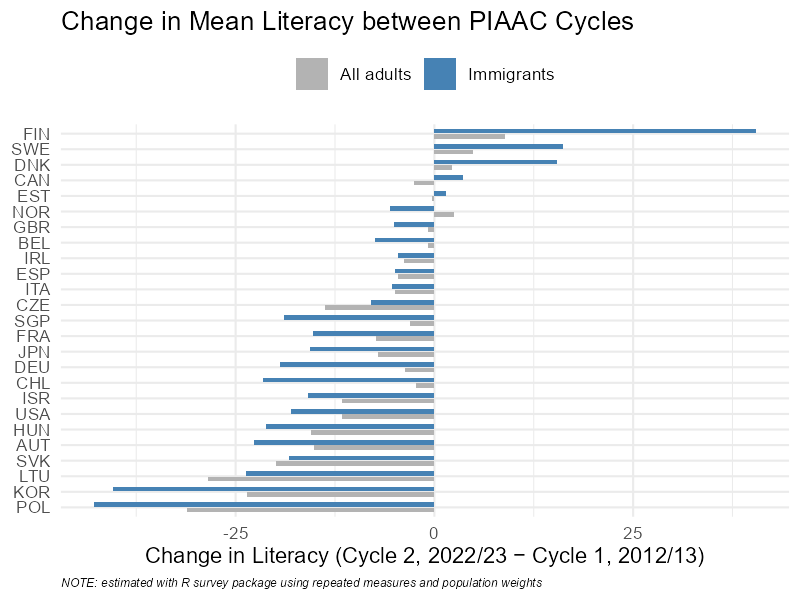 Change in Mean Literacy between PIAAC Cycles
All adults Immigrants
FIN
SWE
DNK
CAN
EST
NOR
GBR
BEL
IRL
ESP
ITA
CZE
SGP
FRA
JPN
DEU
CHL
ISR
USA
HUN
AUT
SVK
LTU
KOR
POL
-25 0 25
Change in Literacy (Cycle 2, 2022/23 − Cycle 1, 2012/13)
NOTE: estimated with R survey package using repeated measures and population weights